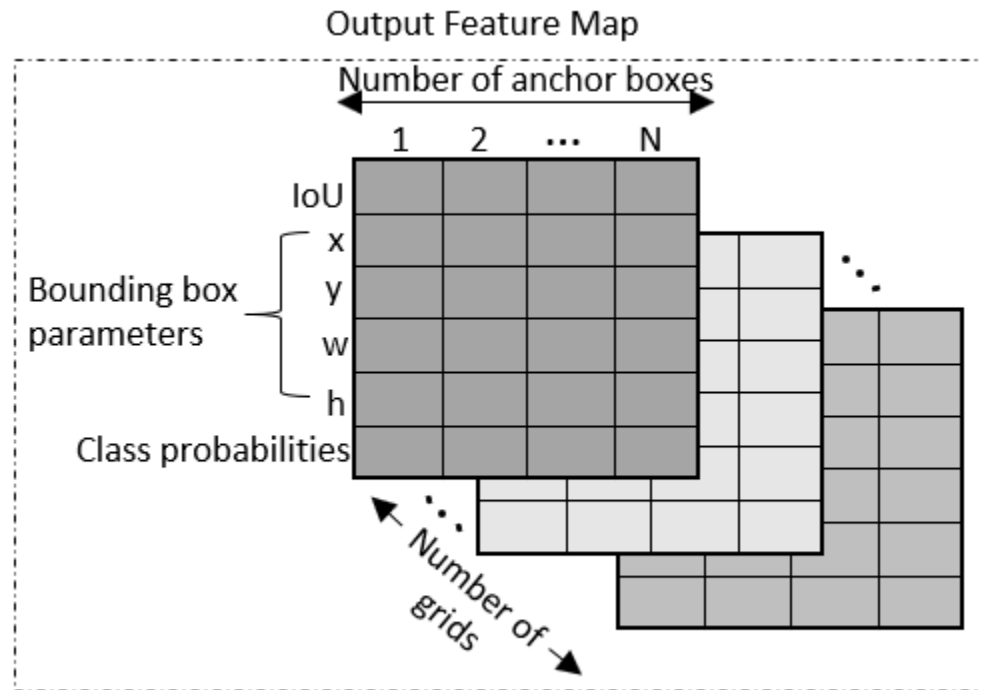 Output Feature Map
Number of anchor boxes
1 2 ... N
IoU
x
y
w
h
Bounding box
parameters
Class probabilities
Number of
grids